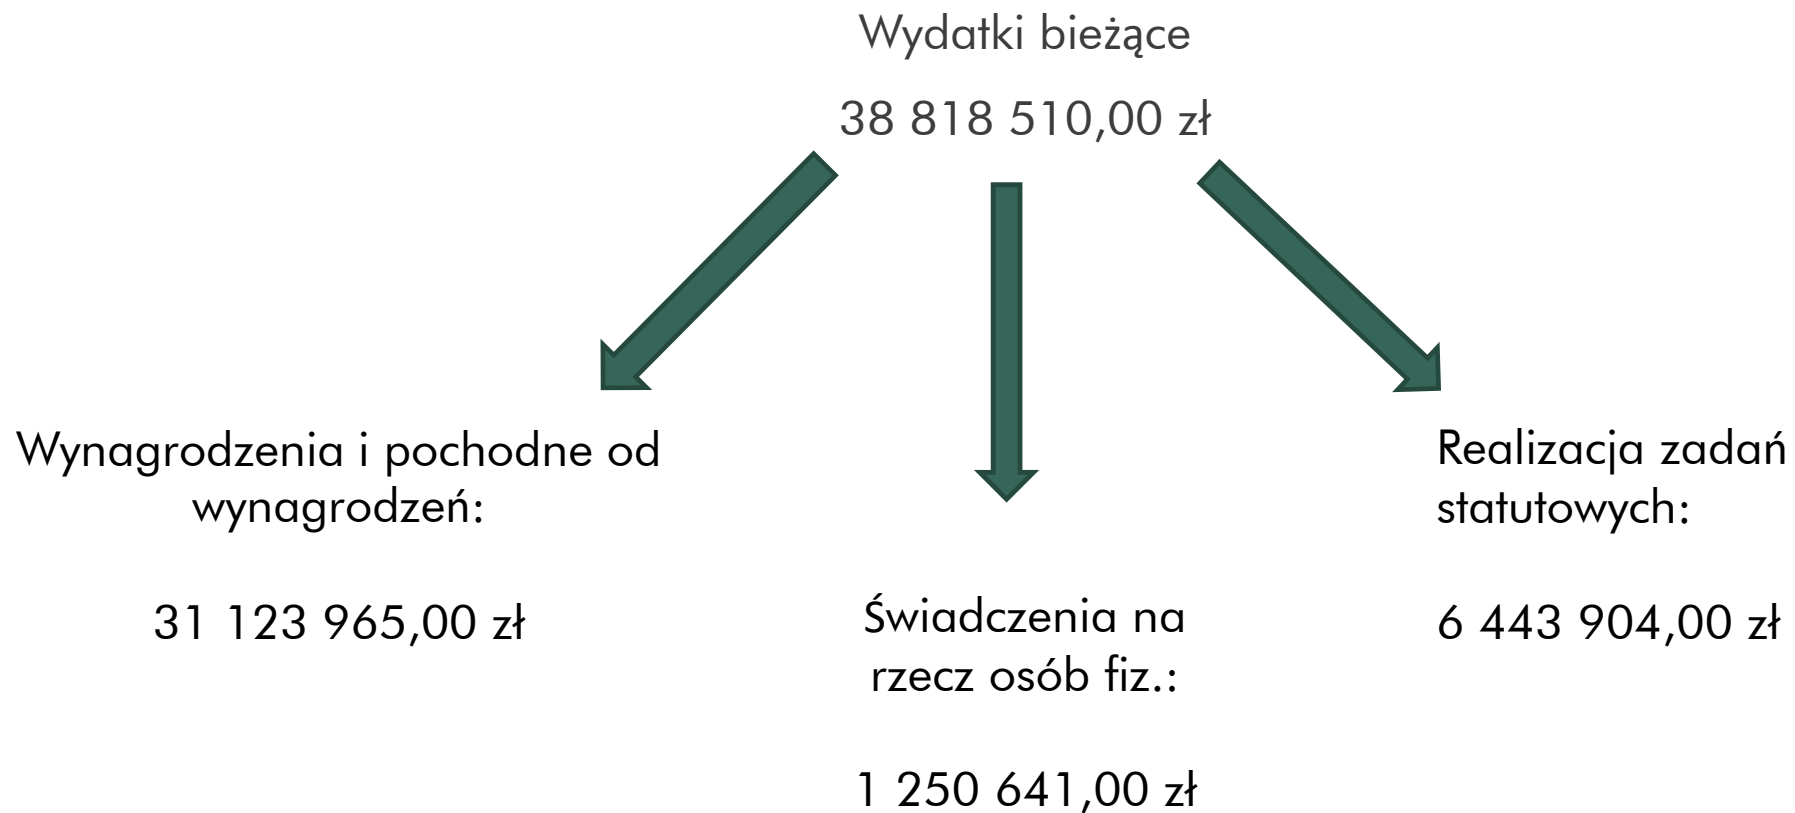 Wydatki bieżące
38 818 510,00 zł
Wynagrodzenia i pochodne od
wynagrodzeń:
31 123 965,00 zł
Świadczenia na
rzecz osób fiz.:
1 250 641,00 zł
Realizacja zadań
statutowych:
6 443 904,00 zł